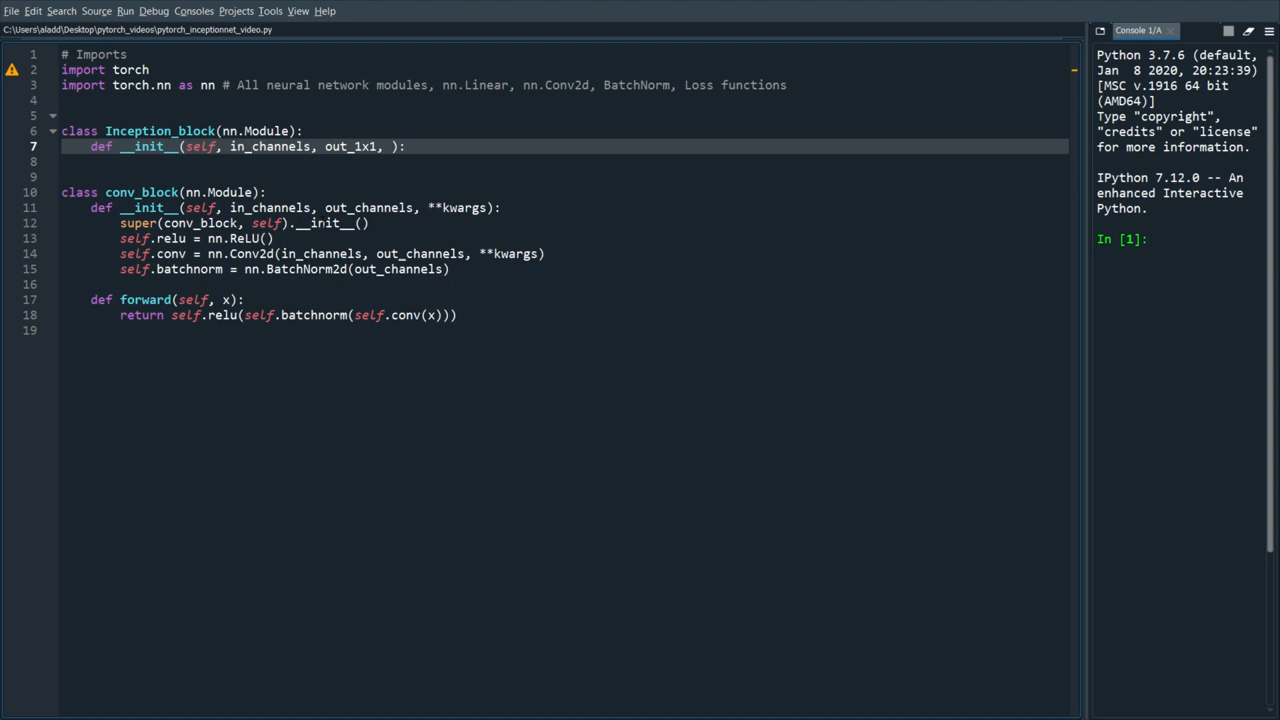 File Edit Search Source Run Debug Consoles Projects Tools View Help
C:\Users\aladd\Desktop\pytorch_videos\pytorch_inceptionnet_video.py
1 # Imports
2 import torch
3 import torch.nn as nn # All neural network modules, nn.Linear, nn.Conv2d, BatchNorm, Loss functions
4
5
6 class Inception_block(nn.Module):
7     def __init__(self, in_channels, out_1x1, ):
8
9
10 class conv_block(nn.Module):
11     def __init__(self, in_channels, out_channels, **kwargs):
12         super(conv_block, self).__init__()
13         self.relu = nn.ReLU()
14         self.conv = nn.Conv2d(in_channels, out_channels, **kwargs)
15         self.batchnorm = nn.BatchNorm2d(out_channels)
16
17     def forward(self, x):
18         return self.relu(self.batchnorm(self.conv(x)))
19
Console 1/A
Python 3.7.6 (default,
Jan  8 2020, 20:23:39)
[MSC v.1916 64 bit
(AMD64)]
Type "copyright",
"credits" or "license"
for more information.
IPython 7.12.0 -- An
enhanced Interactive
Python.
In [1]: